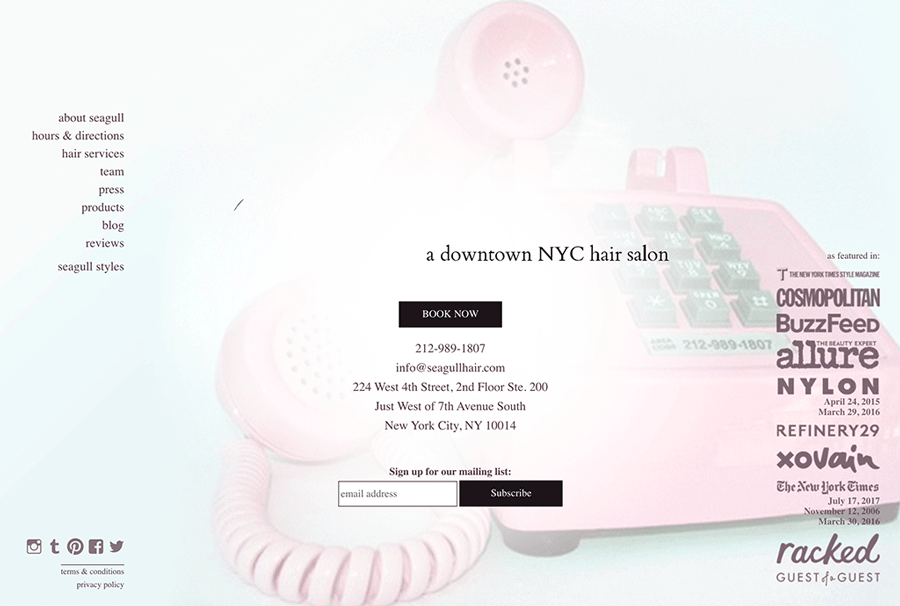 about seagull
hours & directions
hair services
team
press
products
blog
reviews
seagull styles
a downtown NYC hair salon
BOOK NOW
212-989-1807
info@seagullhair.com
224 West 4th Street, 2nd Floor Ste. 200
Just West of 7th Avenue South
New York City, NY 10014
Sign up for our mailing list:
email address
Subscribe
AREA CODE 212-989-1807
as featured in:
T THE NEW YORK TIMES STYLE MAGAZINE
COSMOPOLITAN
BUZZFEED
THE BEAUTY EXPERT
allure
NYLON
April 24, 2015
March 29, 2016
REFINERY29
xovain
The New York Times
July 17, 2017
November 12, 2006
March 30, 2016
racked
GUEST of a GUEST
terms & conditions
privacy policy